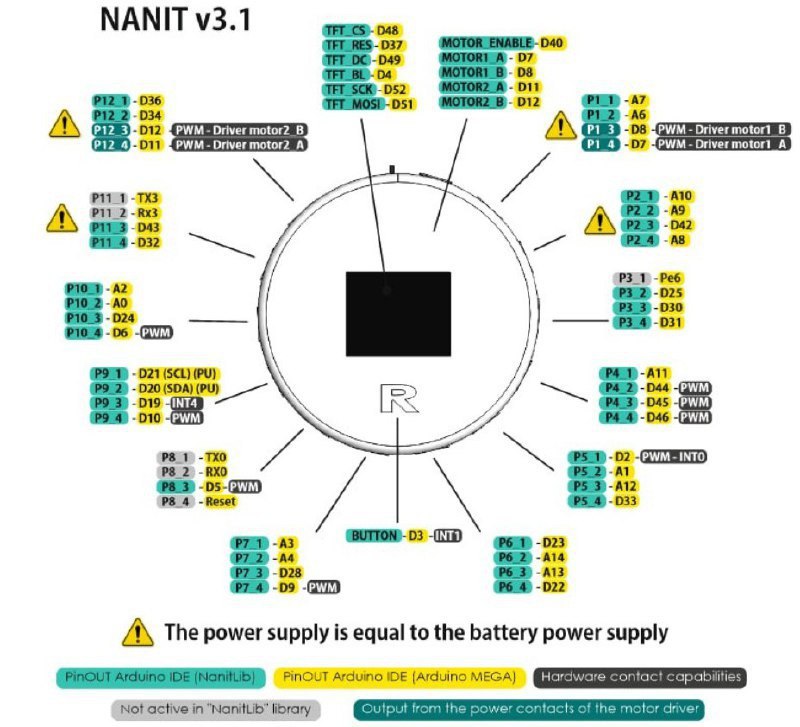 NANIT v3.1
TFT_CS - D48
TFT_RES - D37
TFT_DC - D49
TFT_BL - D4
TFT_SCK - D52
TFT_MOSI - D51
MOTOR_ENABLE - D40
MOTOR1_A - D7
MOTOR1_B - D8
MOTOR2_A - D11
MOTOR2_B - D12
P12_1 - D36
P12_2 - D34
P12_3 - D12 - PWM - Driver motor2_B
P12_4 - D11 - PWM - Driver motor2_A
P1_1 - A7
P1_2 - A6
P1_3 - D8 - PWM - Driver motor1_B
P1_4 - D7 - PWM - Driver motor1_A
P11_1 - TX3
P11_2 - Rx3
P11_3 - D43
P11_4 - D32
P2_1 - A10
P2_2 - A9
P2_3 - D42
P2_4 - A8
P10_1 - A2
P10_2 - A0
P10_3 - D24
P10_4 - D6 - PWM
P3_1 - Pe6
P3_2 - D25
P3_3 - D30
P3_4 - D31
P9_1 - D21 (SCL) (PU)
P9_2 - D20 (SDA) (PU)
P9_3 - D19 - INT4
P9_4 - D10 - PWM
P4_1 - A11
P4_2 - D44 - PWM
P4_3 - D45 - PWM
P4_4 - D46 - PWM
R
P8_1 - TX0
P8_2 - RX0
P8_3 - D5 - PWM
P8_4 - Reset
P5_1 - D2 - PWM - INT0
P5_2 - A1
P5_3 - A12
P5_4 - D33
P7_1 - A3
P7_2 - A4
P7_3 - D28
P7_4 - D9 - PWM
BUTTON - D3 - INT1
P6_1 - D23
P6_2 - A14
P6_3 - A13
P6_4 - D22
The power supply is equal to the battery power supply
PinOUT Arduino IDE (NanitLib)
PinOUT Arduino IDE (Arduino MEGA)
Hardware contact capabilities
Not active in "NanitLib" library
Output from the power contacts of the motor driver